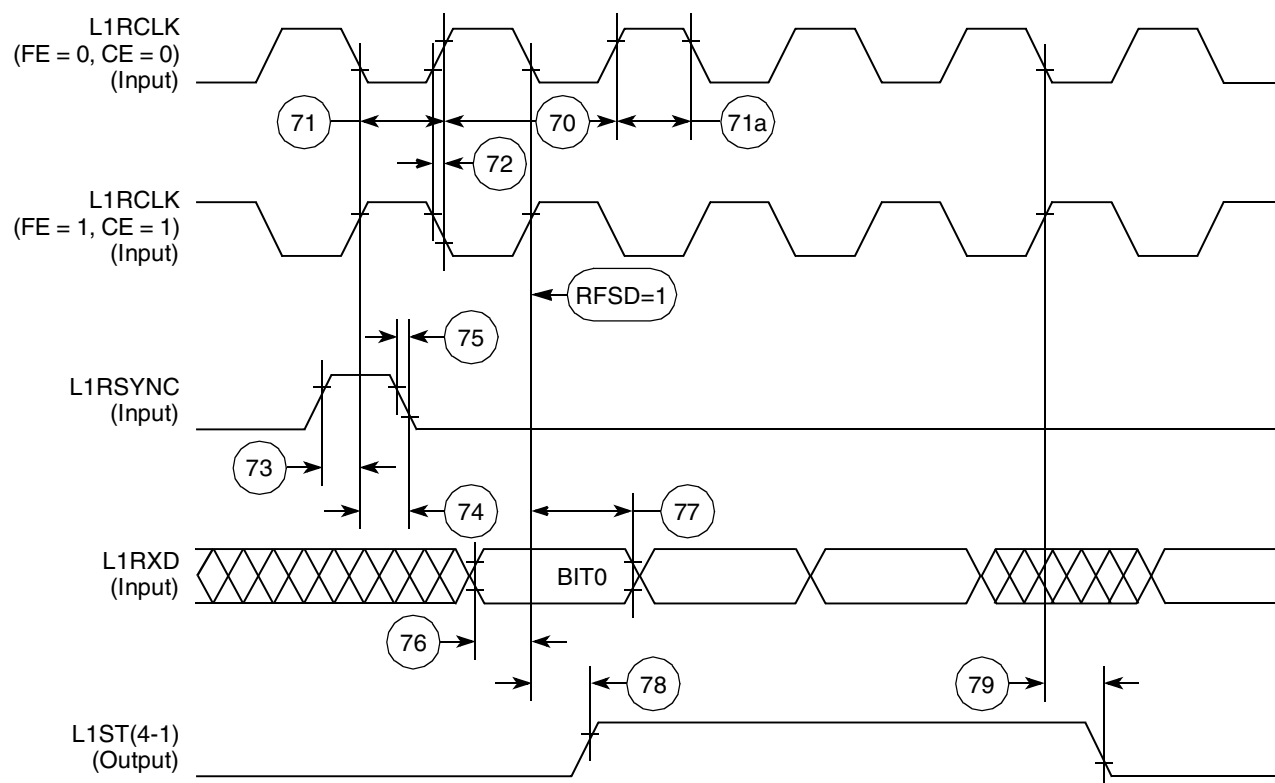 L1RCLK
(FE = 0, CE = 0)
(Input)
71
70
71a
72
L1RCLK
(FE = 1, CE = 1)
(Input)
RFSD=1
75
L1RSYNC
(Input)
73
74
77
L1RXD
(Input)
BIT0
76
78
79
L1ST(4-1)
(Output)